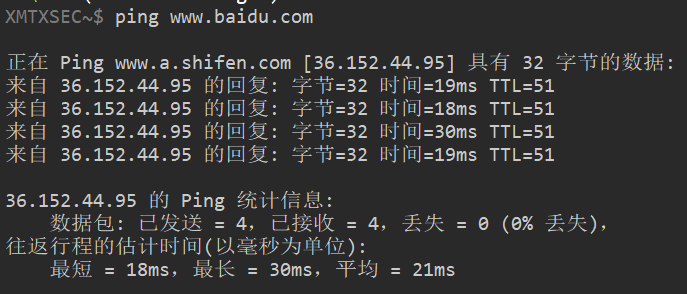 XMTXSEC~$ ping www.baidu.com
正在 Ping www.a.shifen.com [36.152.44.95] 具有 32 字节的数据:
来自 36.152.44.95 的回复: 字节=32 时间=19ms TTL=51
来自 36.152.44.95 的回复: 字节=32 时间=18ms TTL=51
来自 36.152.44.95 的回复: 字节=32 时间=30ms TTL=51
来自 36.152.44.95 的回复: 字节=32 时间=19ms TTL=51
36.152.44.95 的 Ping 统计信息:
数据包: 已发送 = 4，已接收 = 4，丢失 = 0 (0% 丢失)，
往返行程的估计时间(以毫秒为单位):
最短 = 18ms，最长 = 30ms，平均 = 21ms